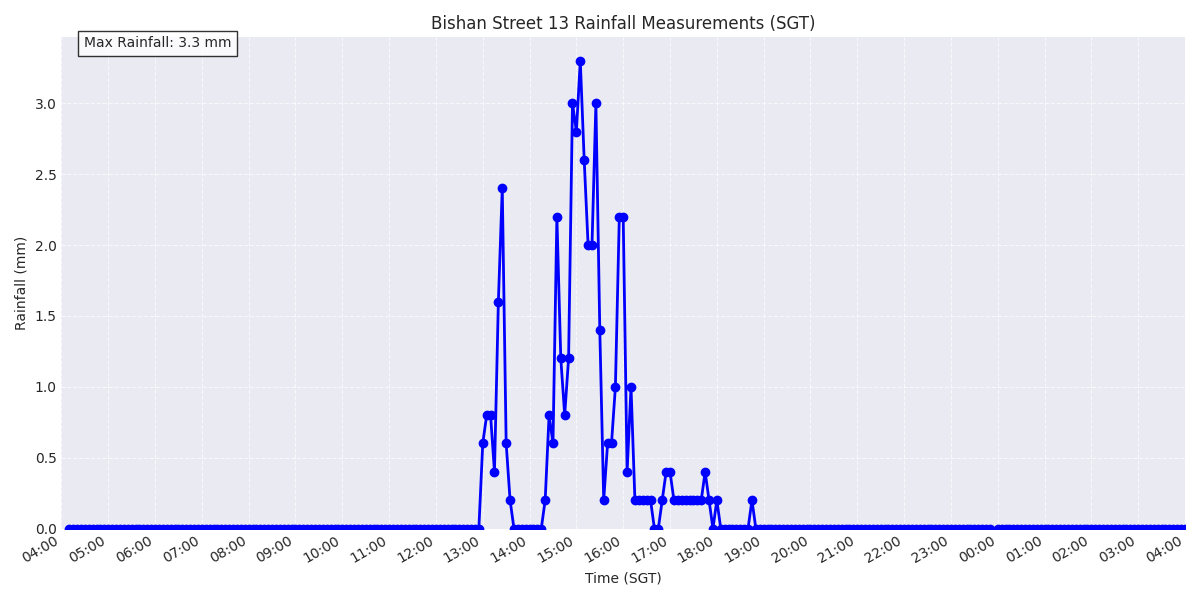 Bishan Street 13 Rainfall Measurements (SGT)
Max Rainfall: 3.3 mm
Rainfall (mm)
3.0
2.5
2.0
1.5
1.0
0.5
0.0
04:00 05:00 06:00 07:00 08:00 09:00 10:00 11:00 12:00 13:00 14:00 15:00 16:00 17:00 18:00 19:00 20:00 21:00 22:00 23:00 00:00 01:00 02:00 03:00 04:00
Time (SGT)